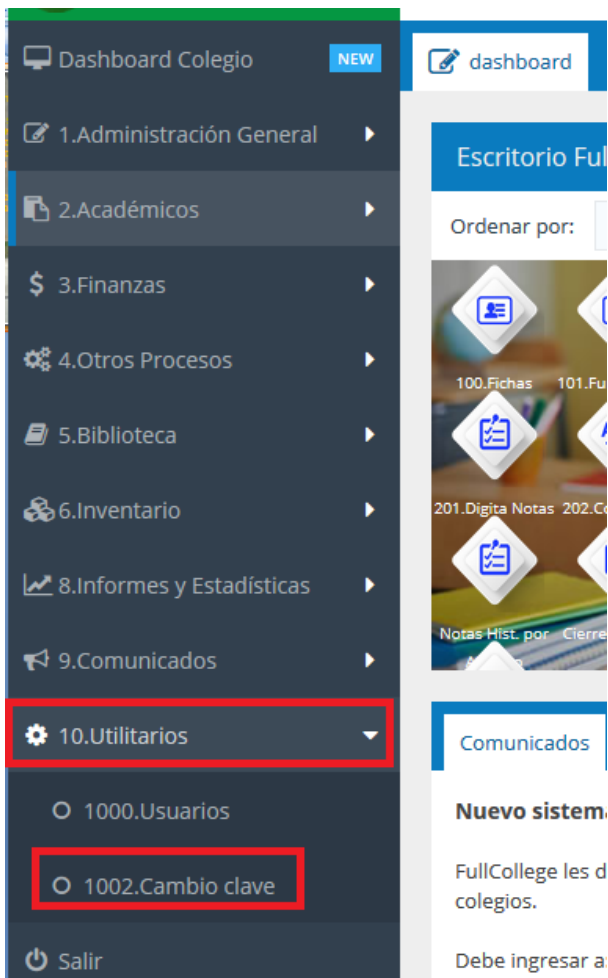 Dashboard Colegio NEW
1.Administración General
2.Académicos
3.Finanzas
4.Otros Procesos
5.Biblioteca
6.Inventario
8.Informes y Estadísticas
9.Comunicados
10.Utilitarios
1000.Usuarios
1002.Cambio clave
Salir
dashboard
Escritorio Ful
Ordenar por:
100.Fichas 101.Fu
201.Digita Notas 202.Co
Notas Hist. por Cierre
Comunicados
Nuevo sistema
FullCollege les d
colegios.
Debe ingresar a